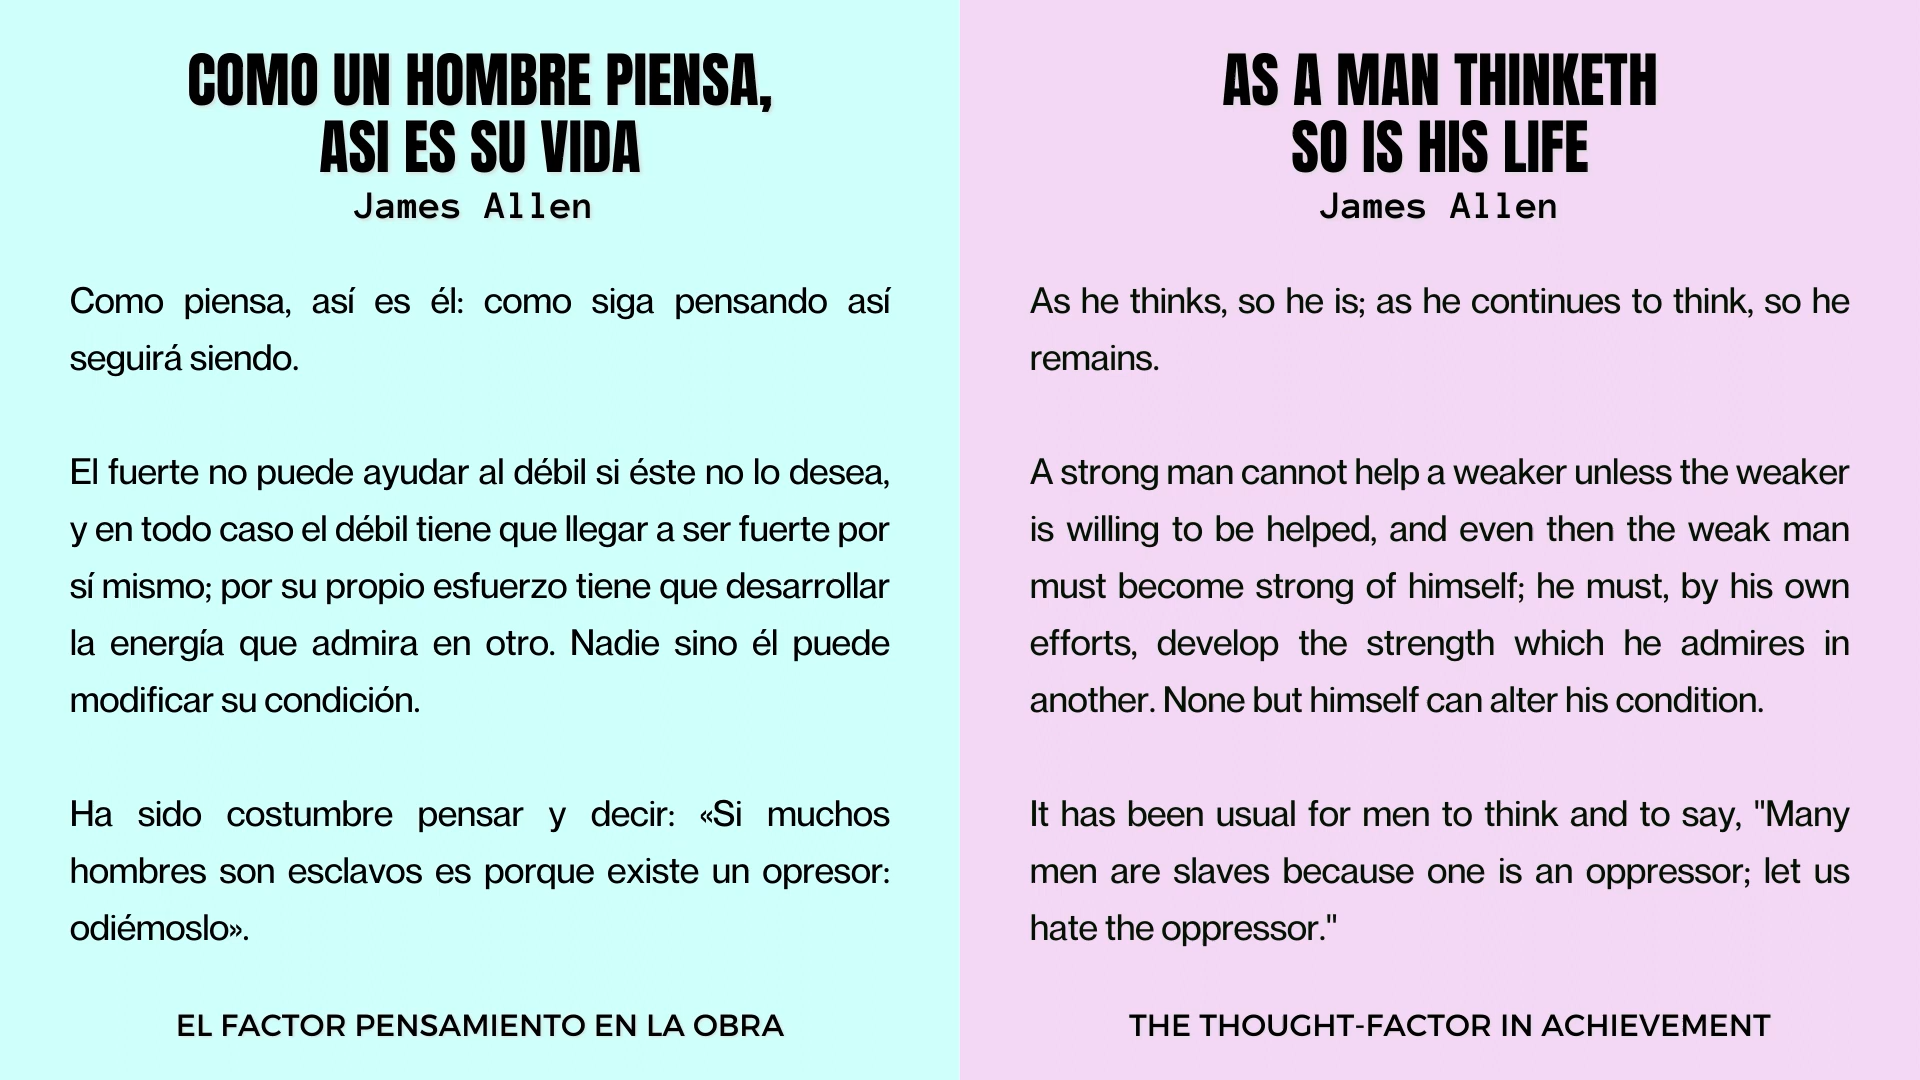 COMO UN HOMBRE PIENSA,
ASI ES SU VIDA
James Allen
Como piensa, así es él: como siga pensando así
seguirá siendo.
El fuerte no puede ayudar al débil si éste no lo desea,
y en todo caso el débil tiene que llegar a ser fuerte por
sí mismo; por su propio esfuerzo tiene que desarrollar
la energía que admira en otro. Nadie sino él puede
modificar su condición.
Ha sido costumbre pensar y decir: «Si muchos
hombres son esclavos es porque existe un opresor:
odiémoslo».
EL FACTOR PENSAMIENTO EN LA OBRA
AS A MAN THINKETH
SO IS HIS LIFE
James Allen
As he thinks, so he is; as he continues to think, so he
remains.
A strong man cannot help a weaker unless the weaker
is willing to be helped, and even then the weak man
must become strong of himself; he must, by his own
efforts, develop the strength which he admires in
another. None but himself can alter his condition.
It has been usual for men to think and to say, "Many
men are slaves because one is an oppressor; let us
hate the oppressor."
THE THOUGHT-FACTOR IN ACHIEVEMENT